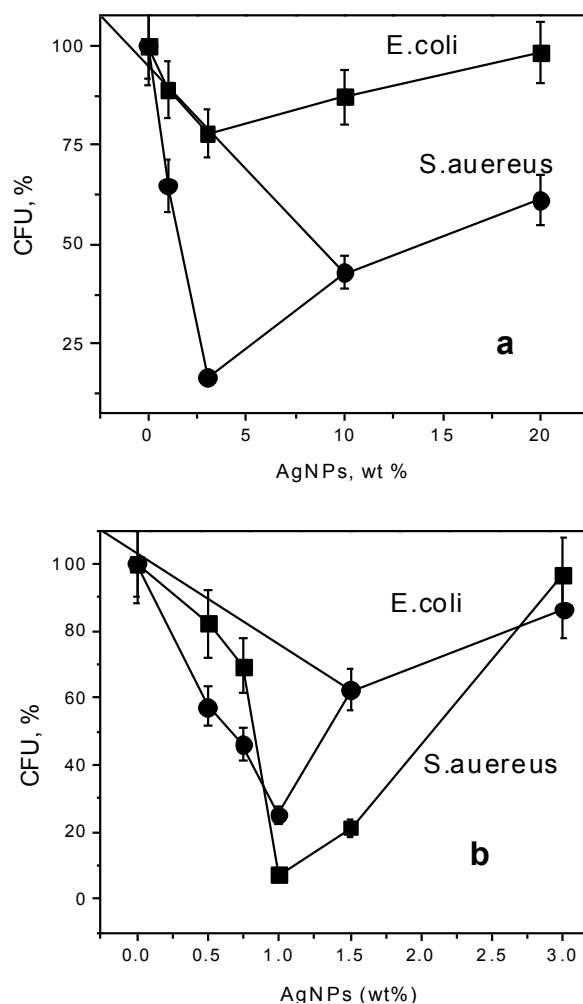 E.coli
100
75
S.auereus
CFU, %
50
25
a
0 5 10 15 20
AgNPs, wt %
100
E.coli
80
60
CFU, %
40
S.auereus
20
b
0
0.0 0.5 1.0 1.5 2.0 2.5 3.0
AgNPs (wt%)